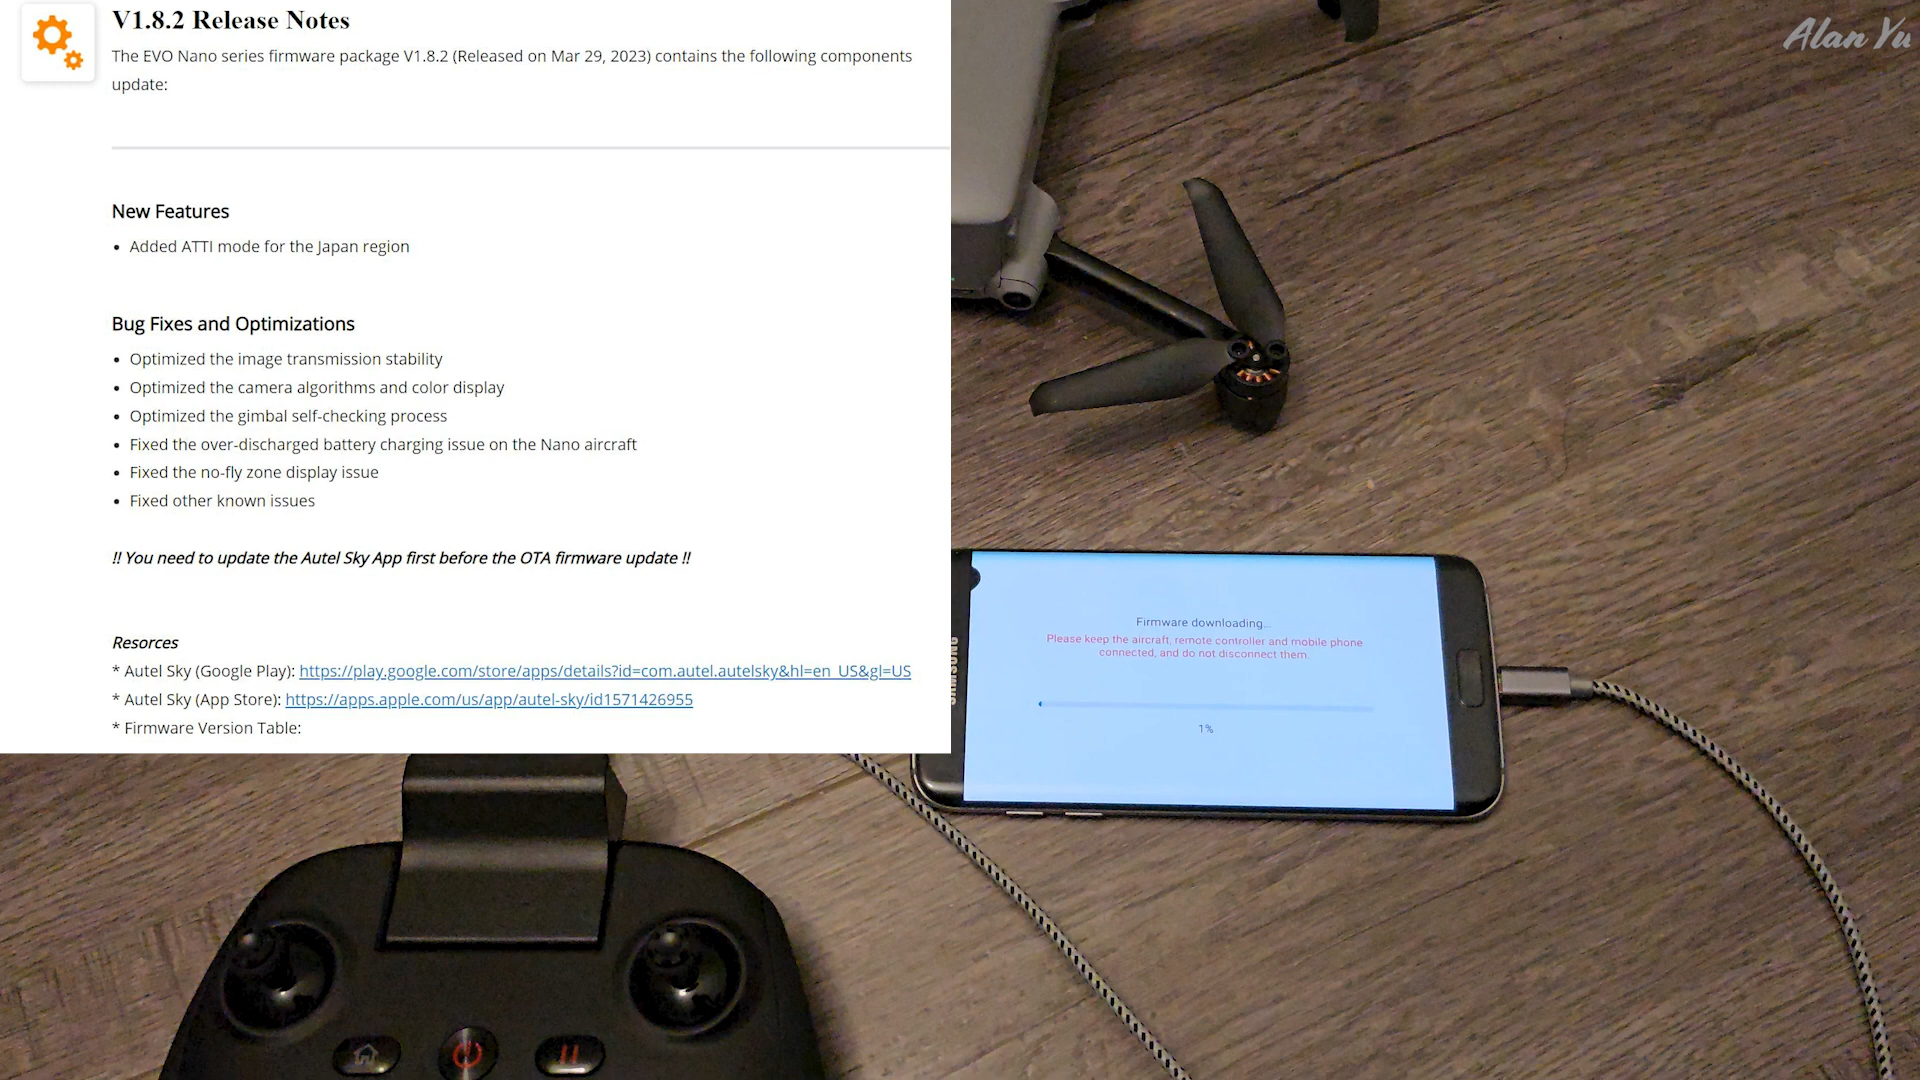 V1.8.2 Release Notes
The EVO Nano series firmware package V1.8.2 (Released on Mar 29, 2023) contains the following components
update:
New Features
• Added ATTI mode for the Japan region
Bug Fixes and Optimizations
• Optimized the image transmission stability
• Optimized the camera algorithms and color display
• Optimized the gimbal self-checking process
• Fixed the over-discharged battery charging issue on the Nano aircraft
• Fixed the no-fly zone display issue
• Fixed other known issues
!! You need to update the Autel Sky App first before the OTA firmware update !!
Resorces
* Autel Sky (Google Play): https://play.google.com/store/apps/details?id=com.autel.autelsky&hl=en_US&gl=US
* Autel Sky (App Store): https://apps.apple.com/us/app/autel-sky/id1571426955
* Firmware Version Table:
Alan Yu
SAMSUNG
Firmware downloading...
Please keep the aircraft, remote controller and mobile phone
connected, and do not disconnect them.
1%